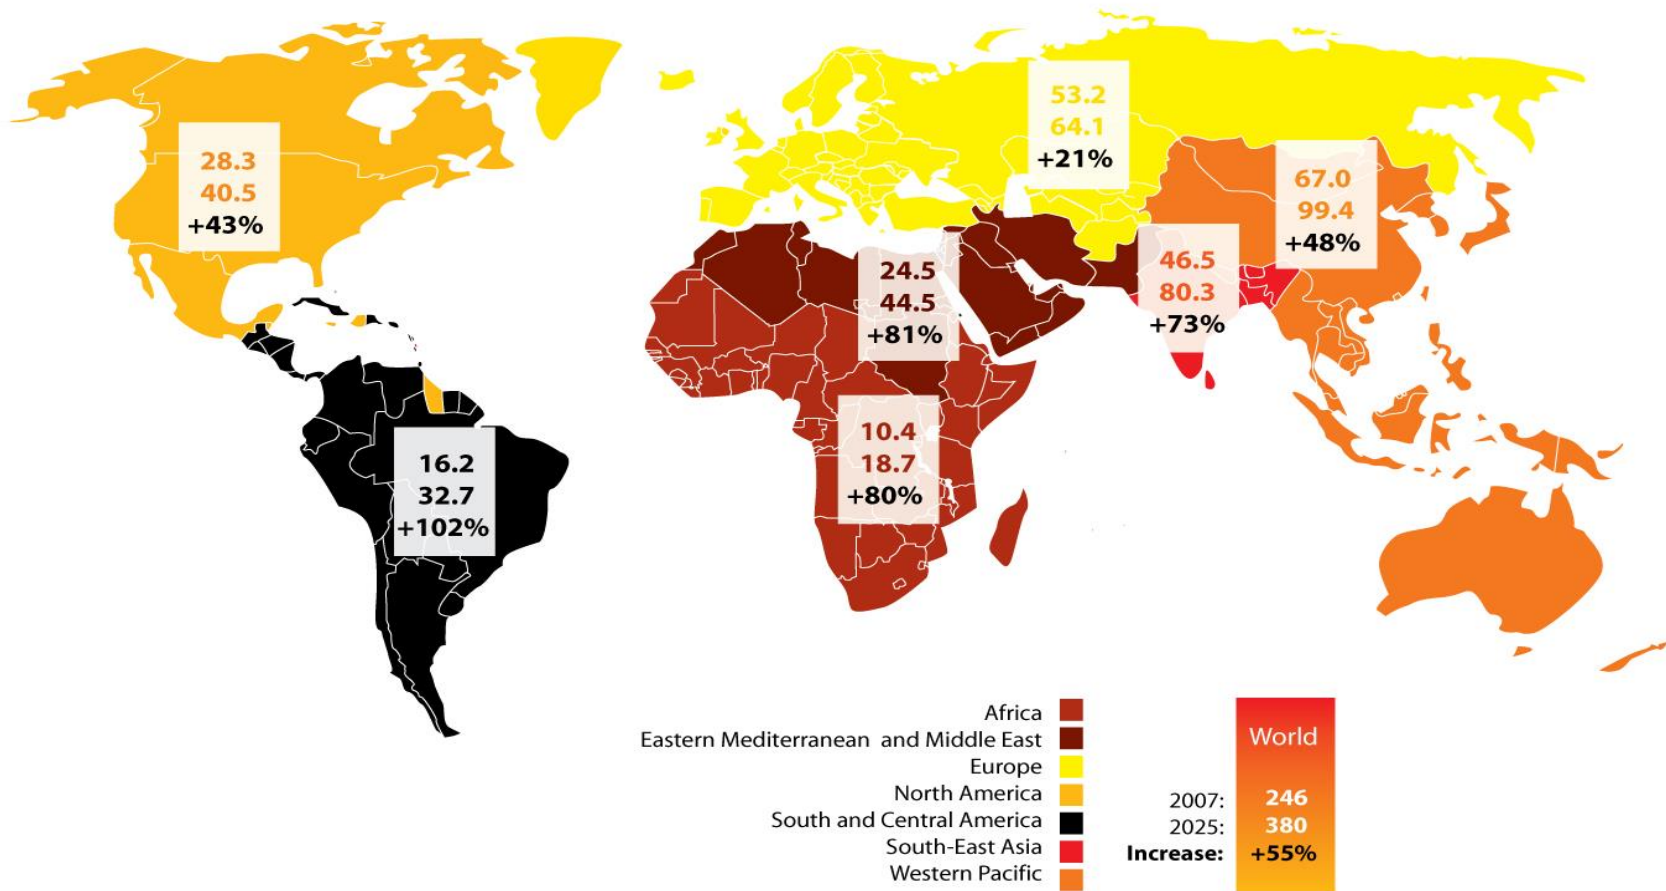 53.2
64.1
+21%
28.3
40.5
+43%
67.0
99.4
+48%
46.5
80.3
+73%
24.5
44.5
+81%
10.4
18.7
+80%
16.2
32.7
+102%
Africa
Eastern Mediterranean and Middle East
Europe
North America
South and Central America
South-East Asia
Western Pacific
World
2007: 246
2025: 380
Increase: +55%